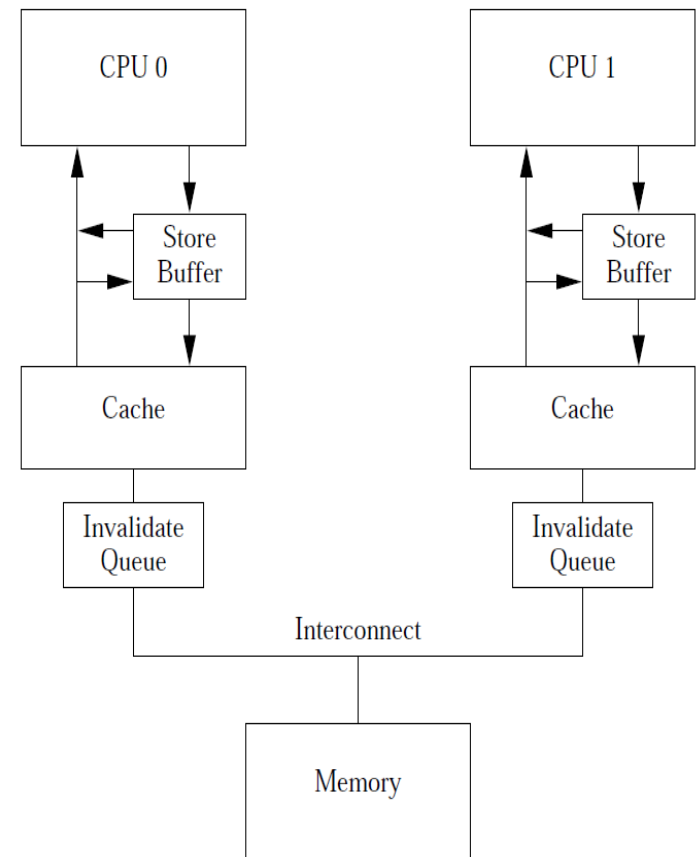 CPU 0
CPU 1
Store
Buffer
Store
Buffer
Cache
Cache
Invalidate
Queue
Invalidate
Queue
Interconnect
Memory